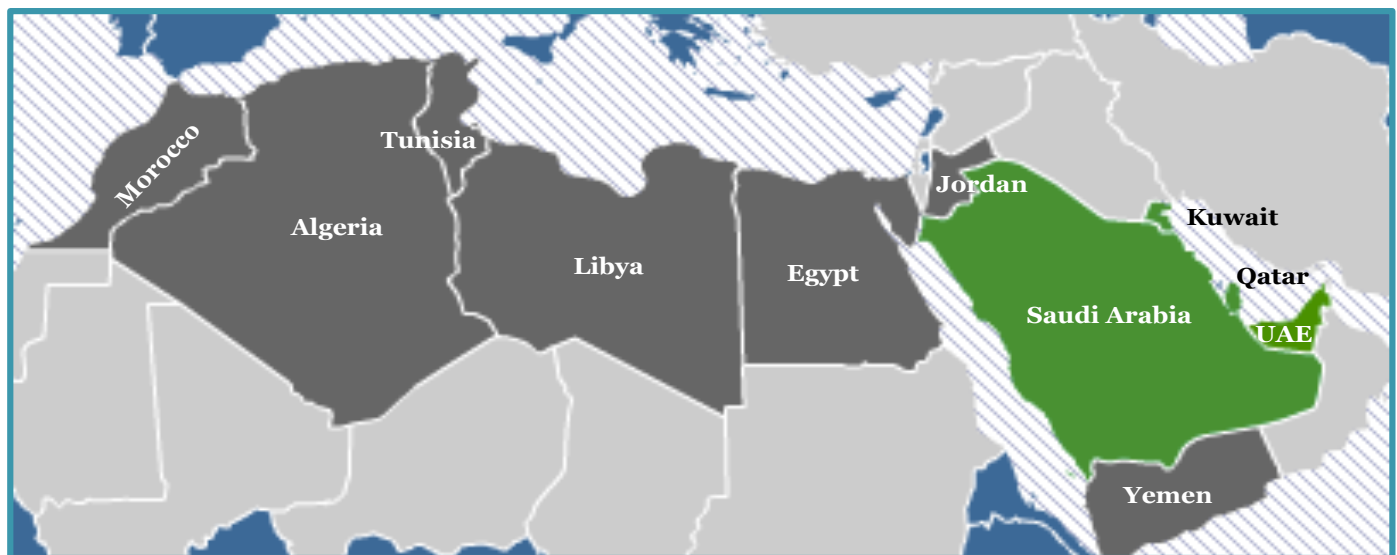 Morocco
Tunisia
Algeria
Libya
Egypt
Jordan
Kuwait
Qatar
Saudi Arabia
UAE
Yemen